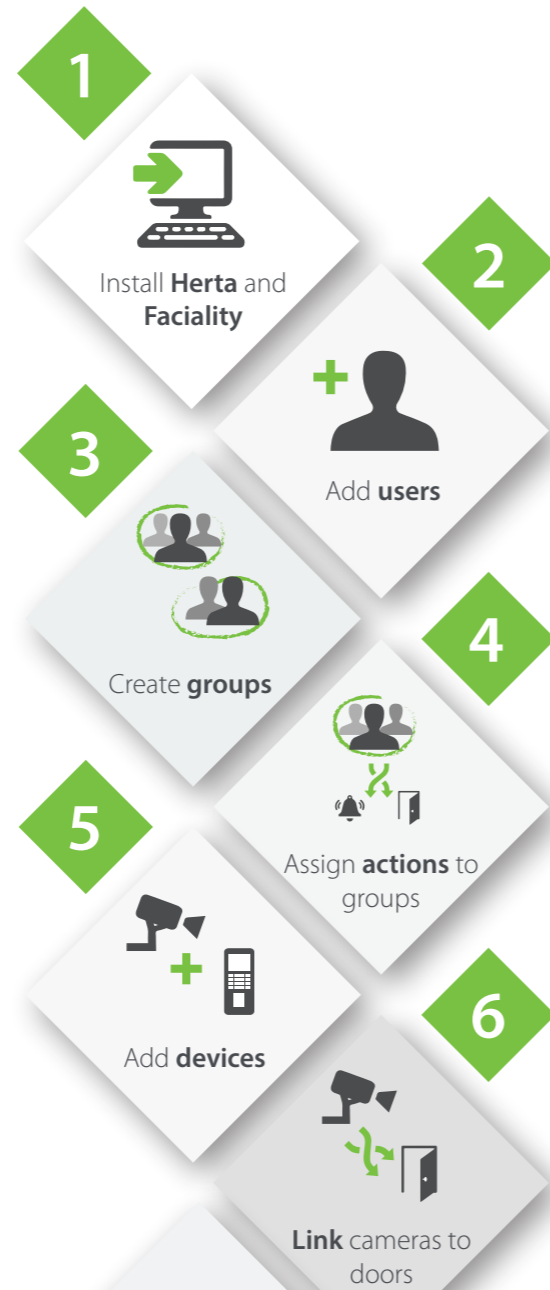 1
Install Herta and
Faciality
2
Add users
3
Create groups
4
Assign actions to
groups
5
Add devices
6
Link cameras to
doors